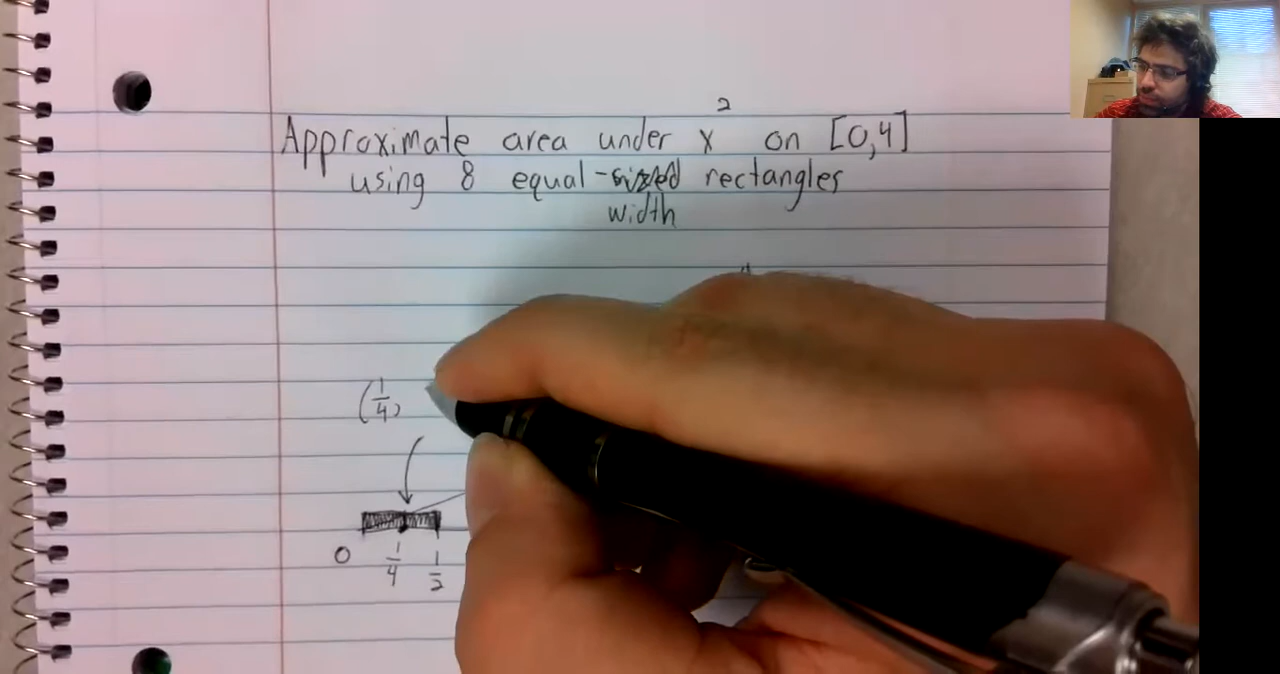 Approximate area under x² on [0,4]
using 8 equal-sized rectangles
width
(1/4)
0 1/4 1/2